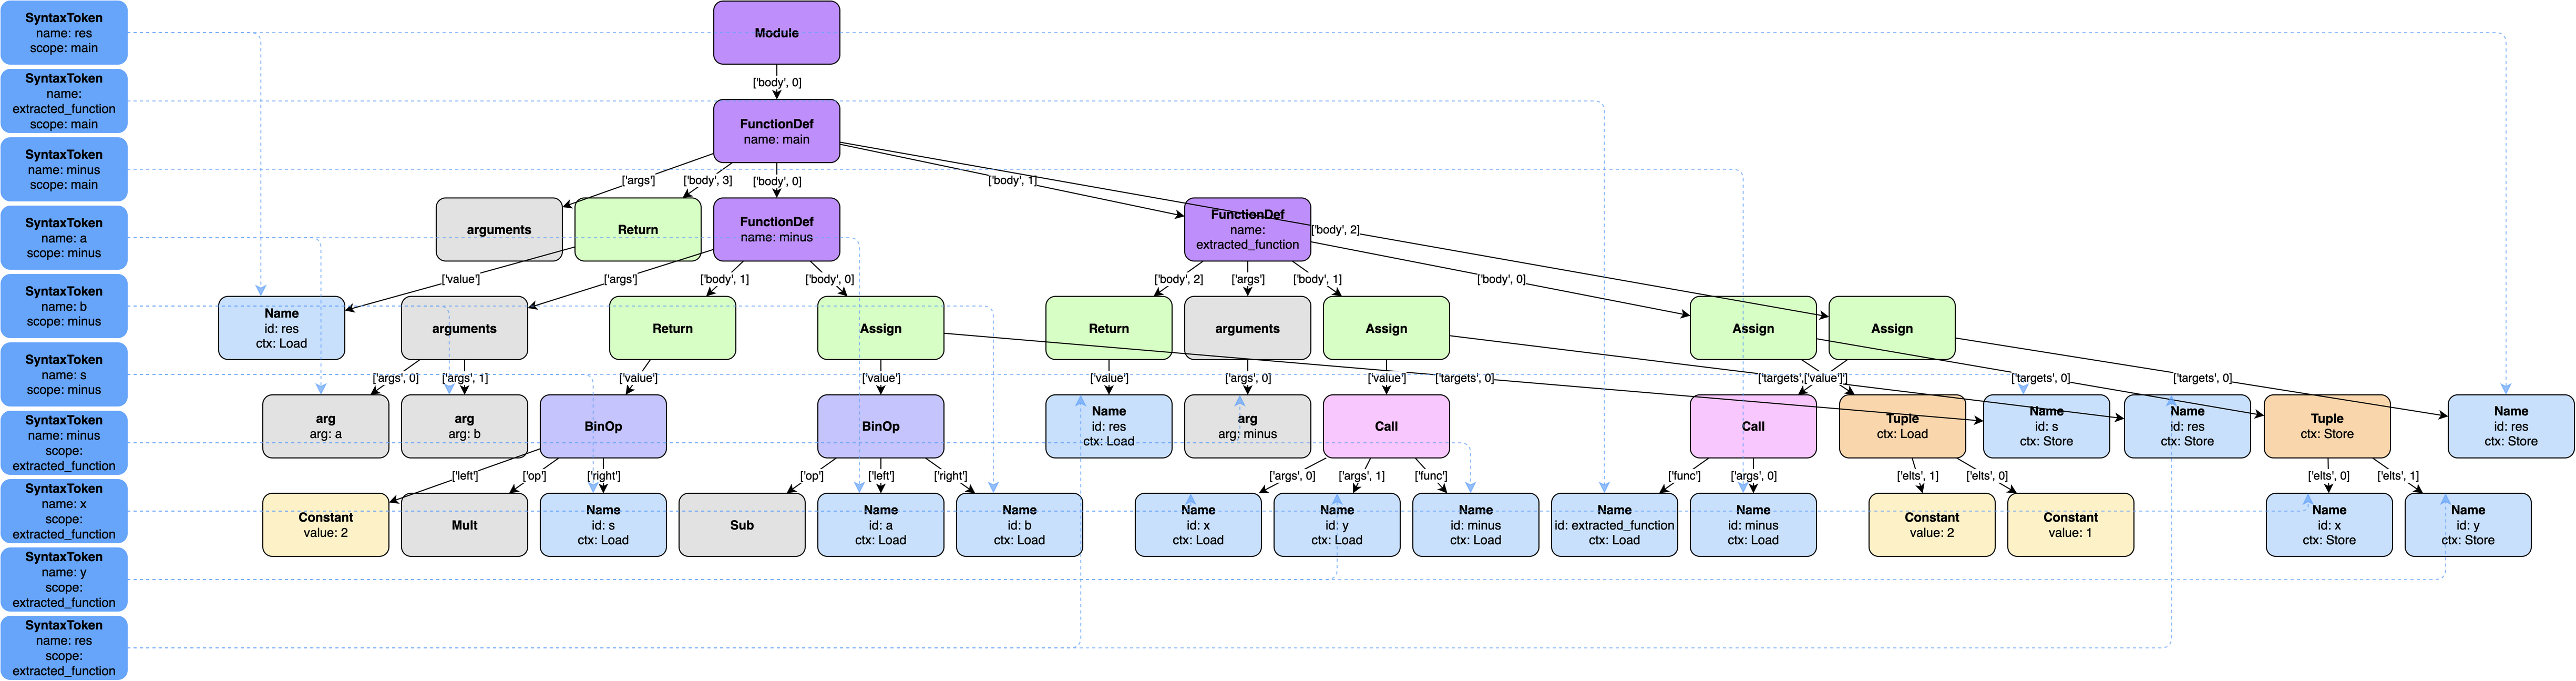 SyntaxToken
name: res
scope: main
Module
['body', 0]
SyntaxToken
name:
extracted_function
scope: main
FunctionDef
name: main
SyntaxToken
name: minus
scope: main
['args']
['body', 3]
['body', 0]
['body', 1]
SyntaxToken
name: a
scope: minus
arguments
Return
FunctionDef
name: minus
FunctionDef
name:
extracted_function
['body', 2]
['value']
['args']
['body', 1]
['body', 0]
['body', 2]
['args']
['body', 1]
['body', 0]
SyntaxToken
name: b
scope: minus
Name
id: res
ctx: Load
arguments
Return
Assign
Return
arguments
Assign
Assign
Assign
SyntaxToken
name: s
scope: minus
['args', 0]
['args', 1]
['value']
['value']
['value']
['args', 0]
['value']
['targets', 0]
['targets',
['value']
['targets', 0]
['targets', 0]
SyntaxToken
name: minus
scope:
extracted_function
arg
arg: a
arg
arg: b
BinOp
BinOp
Name
id: res
ctx: Load
arg
arg: minus
Call
Call
Tuple
ctx: Load
Name
id: s
ctx: Store
Name
id: res
ctx: Store
Tuple
ctx: Store
Name
id: res
ctx: Store
['left']
['op']
['right']
['op']
['left']
['right']
['args', 0]
['args', 1]
['func']
['func']
['args', 0]
['elts', 1]
['elts', 0]
['elts', 0]
['elts', 1]
SyntaxToken
name: x
scope:
extracted_function
Constant
value: 2
Mult
Name
id: s
ctx: Load
Sub
Name
id: a
ctx: Load
Name
id: b
ctx: Load
Name
id: x
ctx: Load
Name
id: y
ctx: Load
Name
id: minus
ctx: Load
Name
id: extracted_function
ctx: Load
Name
id: minus
ctx: Load
Constant
value: 2
Constant
value: 1
Name
id: x
ctx: Store
Name
id: y
ctx: Store
SyntaxToken
name: y
scope:
extracted_function
SyntaxToken
name: res
scope:
extracted_function